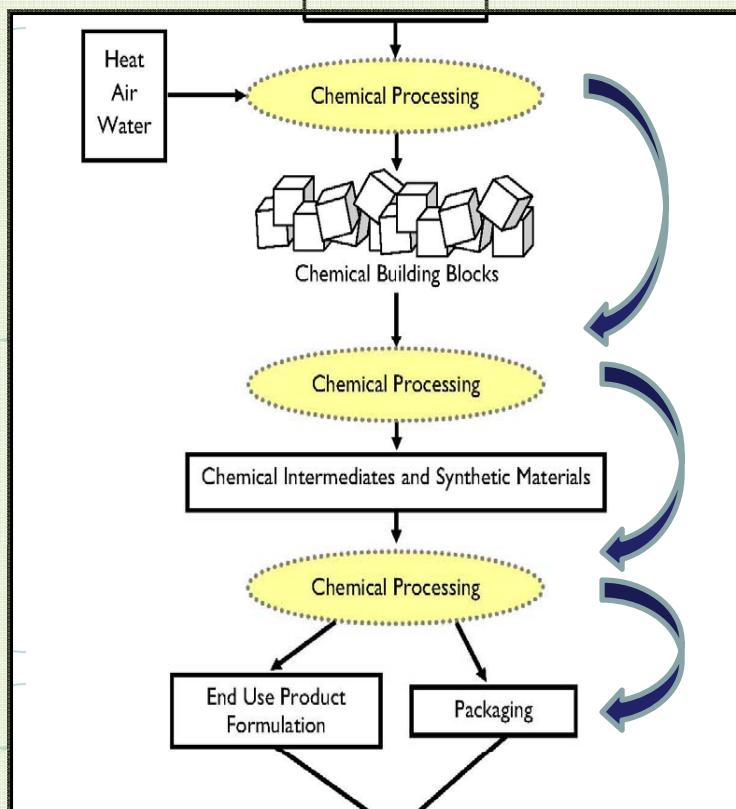 Heat
Air
Water
Chemical Processing
Chemical Building Blocks
Chemical Processing
Chemical Intermediates and Synthetic Materials
Chemical Processing
End Use Product
Formulation
Packaging